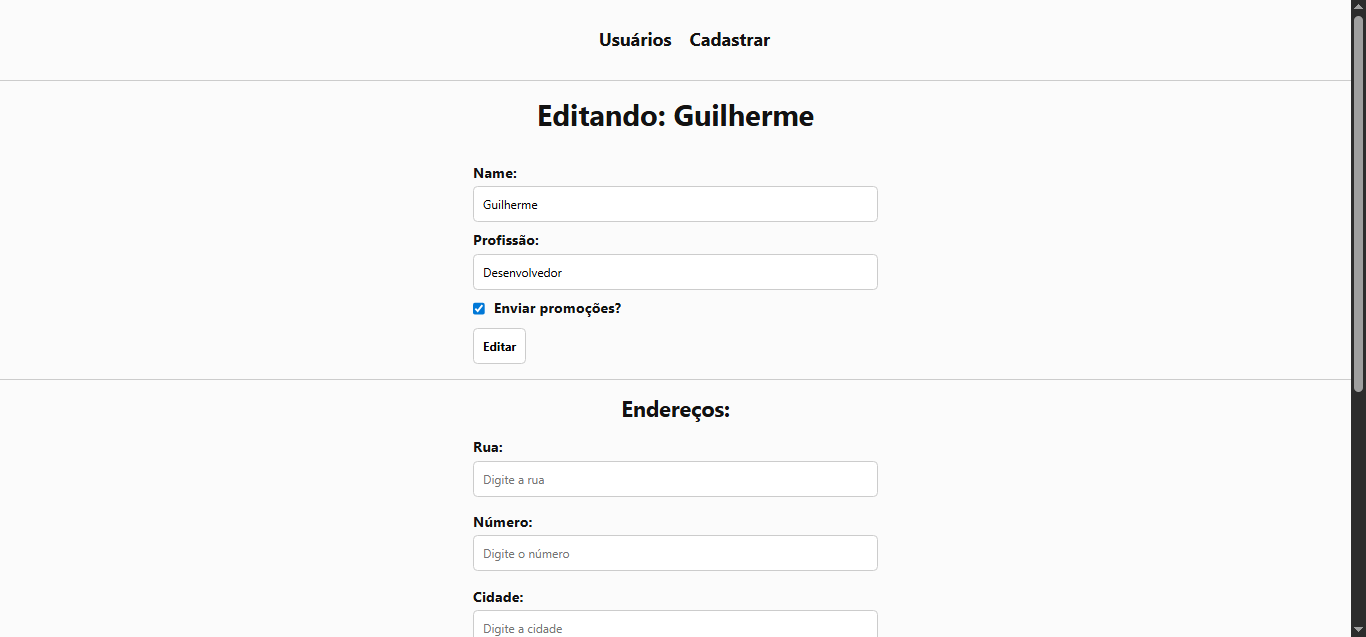 Usuários Cadastrar
Editando: Guilherme
Name:
Guilherme
Profissão:
Desenvolvedor
Enviar promoções?
Editar
Endereços:
Rua:
Digite a rua
Número:
Digite o número
Cidade:
Digite a cidade